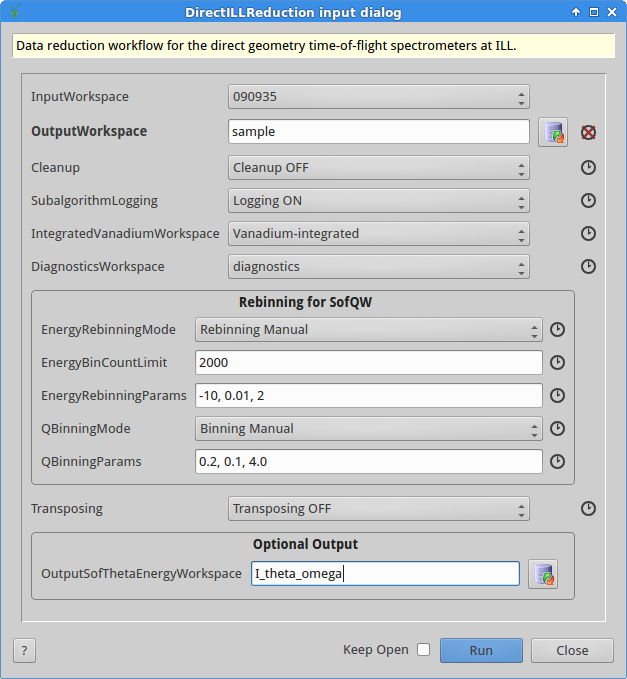 DirectILLReduction input dialog
Data reduction workflow for the direct geometry time-of-flight spectrometers at ILL.
InputWorkspace 090935
OutputWorkspace sample
Cleanup Cleanup OFF
SubalgorithmLogging Logging ON
IntegratedVanadiumWorkspace Vanadium-integrated
DiagnosticsWorkspace diagnostics
Rebinning for SofQW
EnergyRebinningMode Rebinning Manual
EnergyBinCountLimit 2000
EnergyRebinningParams -10, 0.01, 2
QBinningMode Binning Manual
QBinningParams 0.2, 0.1, 4.0
Transposing Transposing OFF
Optional Output
OutputSofThetaEnergyWorkspace I_theta_omega
? Keep Open Run Close